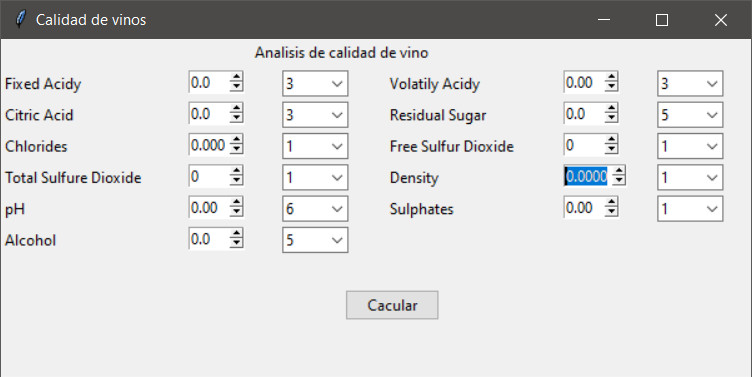 Calidad de vinos
Analisis de calidad de vino
Fixed Acidy 0.0 3 Volatily Acidy 0.00 3
Citric Acid 0.0 3 Residual Sugar 0.0 5
Chlorides 0.000 1 Free Sulfur Dioxide 0 1
Total Sulfure Dioxide 0 1 Density 0.0000 1
pH 0.00 6 Sulphates 0.00 1
Alcohol 0.0 5
Cacular